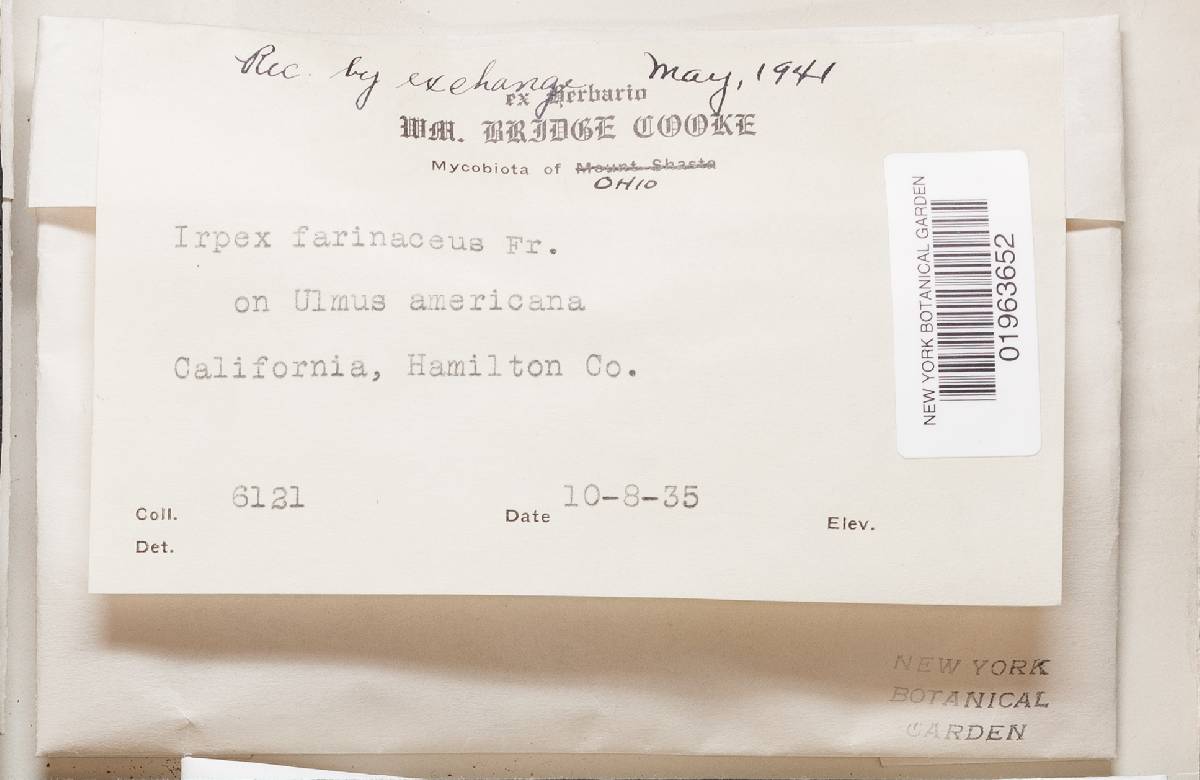 Rec. by exchange May, 1941
ex Herbario
WM. BRIDGE COOKE
Mycobiota of Mount Shasta
OHIO
Irpex farinaceus Fr.
on Ulmus americana
California, Hamilton Co.
Coll. 6121 Date 10-8-35 Elev.
Det.
NEW YORK BOTANICAL GARDEN
01963652
NEW YORK
BOTANICAL
GARDEN